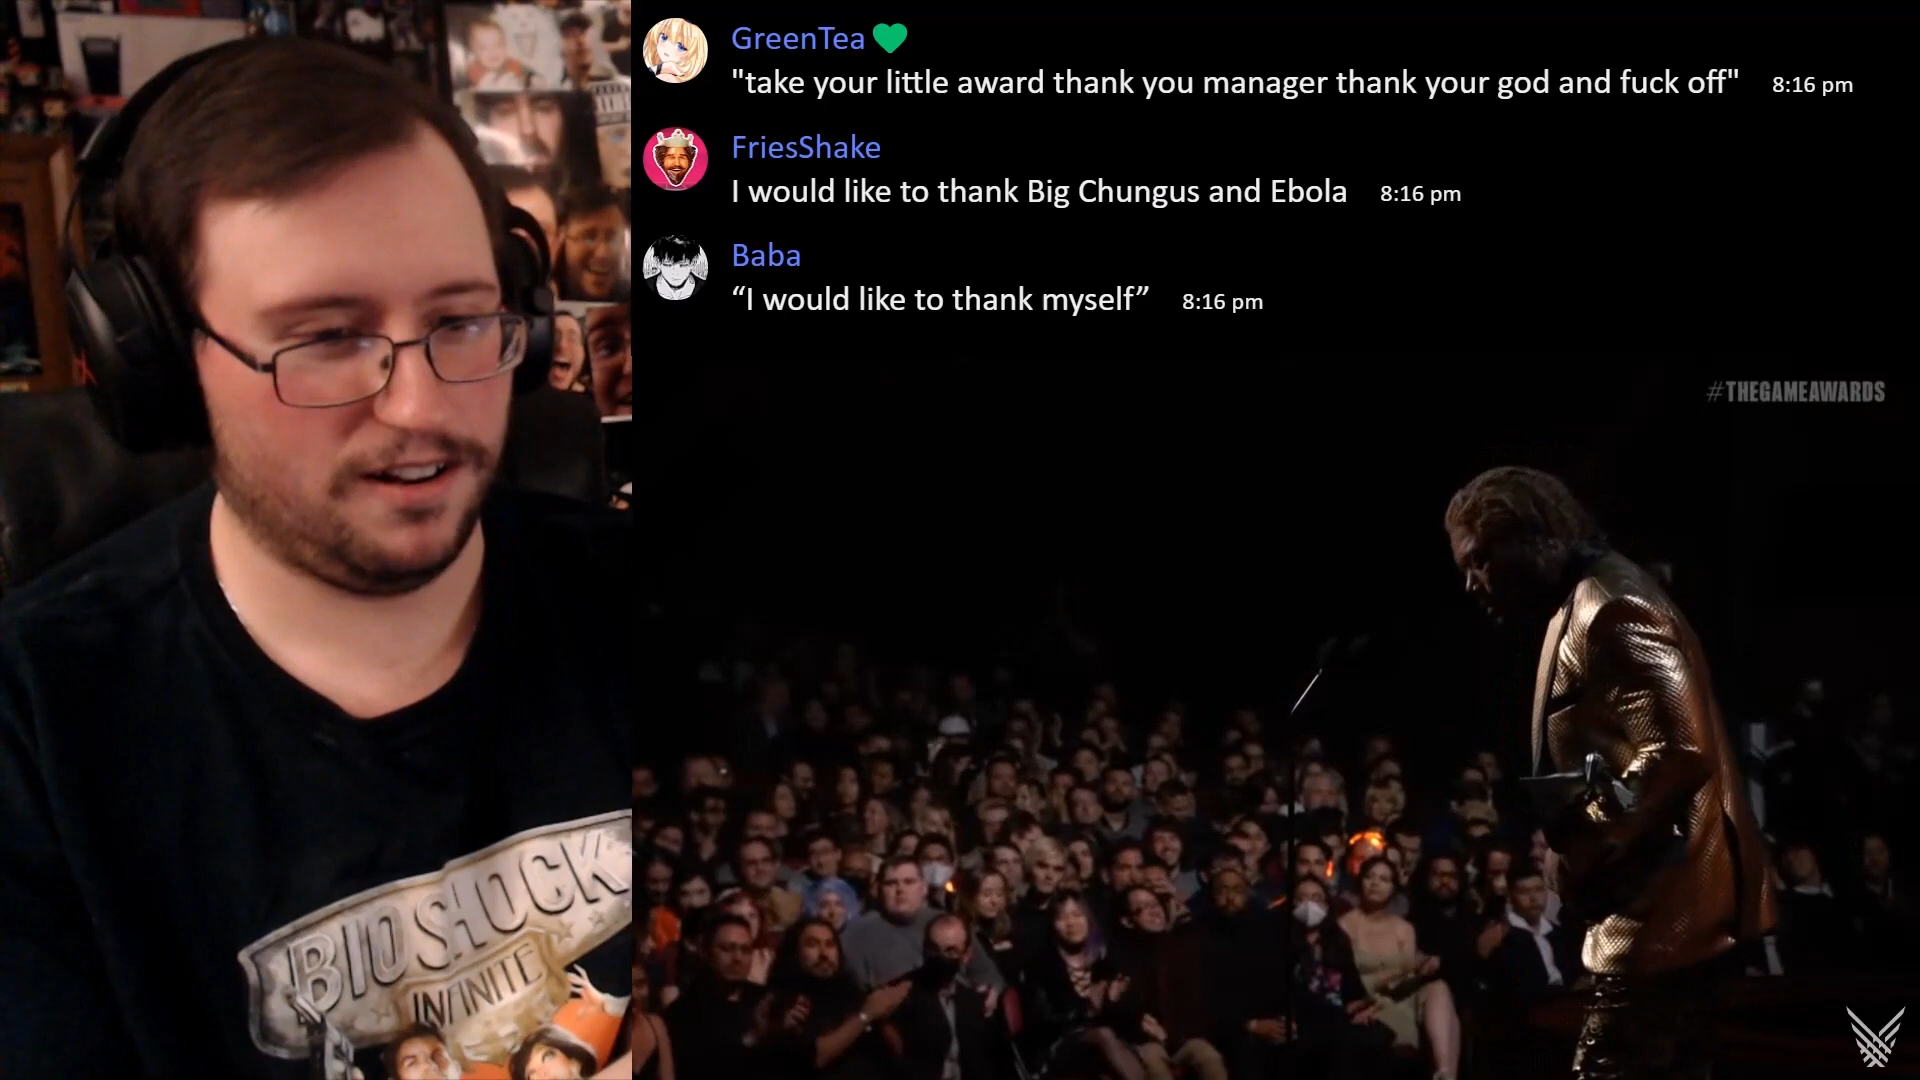 GreenTea
"take your little award thank you manager thank your god and fuck off" 8:16 pm
FriesShake
I would like to thank Big Chungus and Ebola 8:16 pm
Baba
“I would like to thank myself” 8:16 pm
#THEGAMEAWARDS
BIOSHOCK
INFINITE